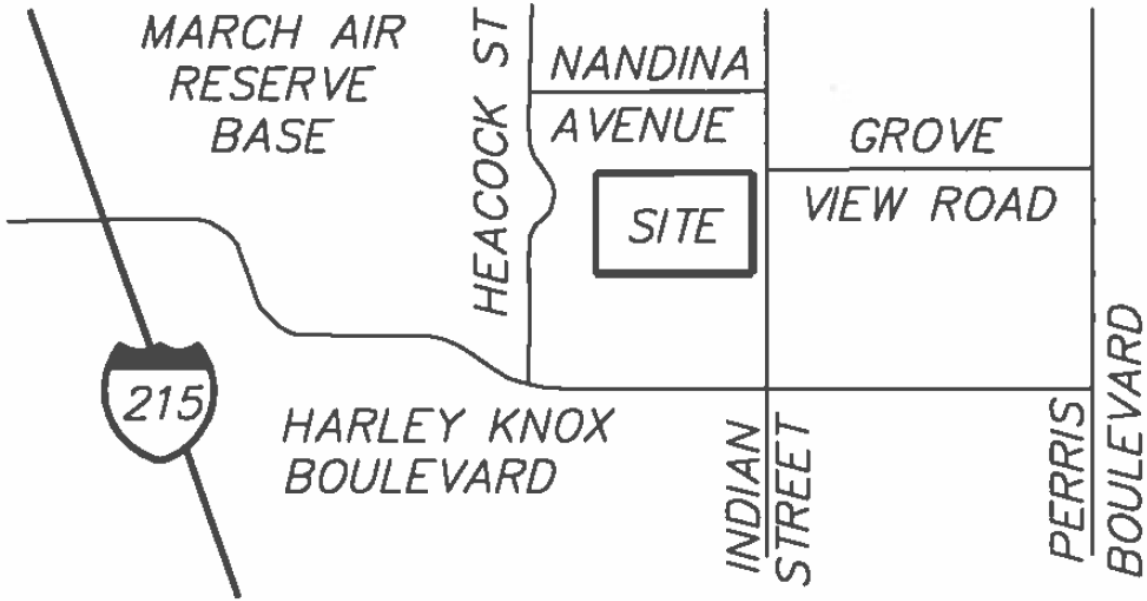 MARCH AIR
RESERVE
BASE
HEACOCK ST
NANDINA
AVENUE
GROVE
VIEW ROAD
SITE
215
HARLEY KNOX
BOULEVARD
INDIAN
STREET
PERRIS
BOULEVARD